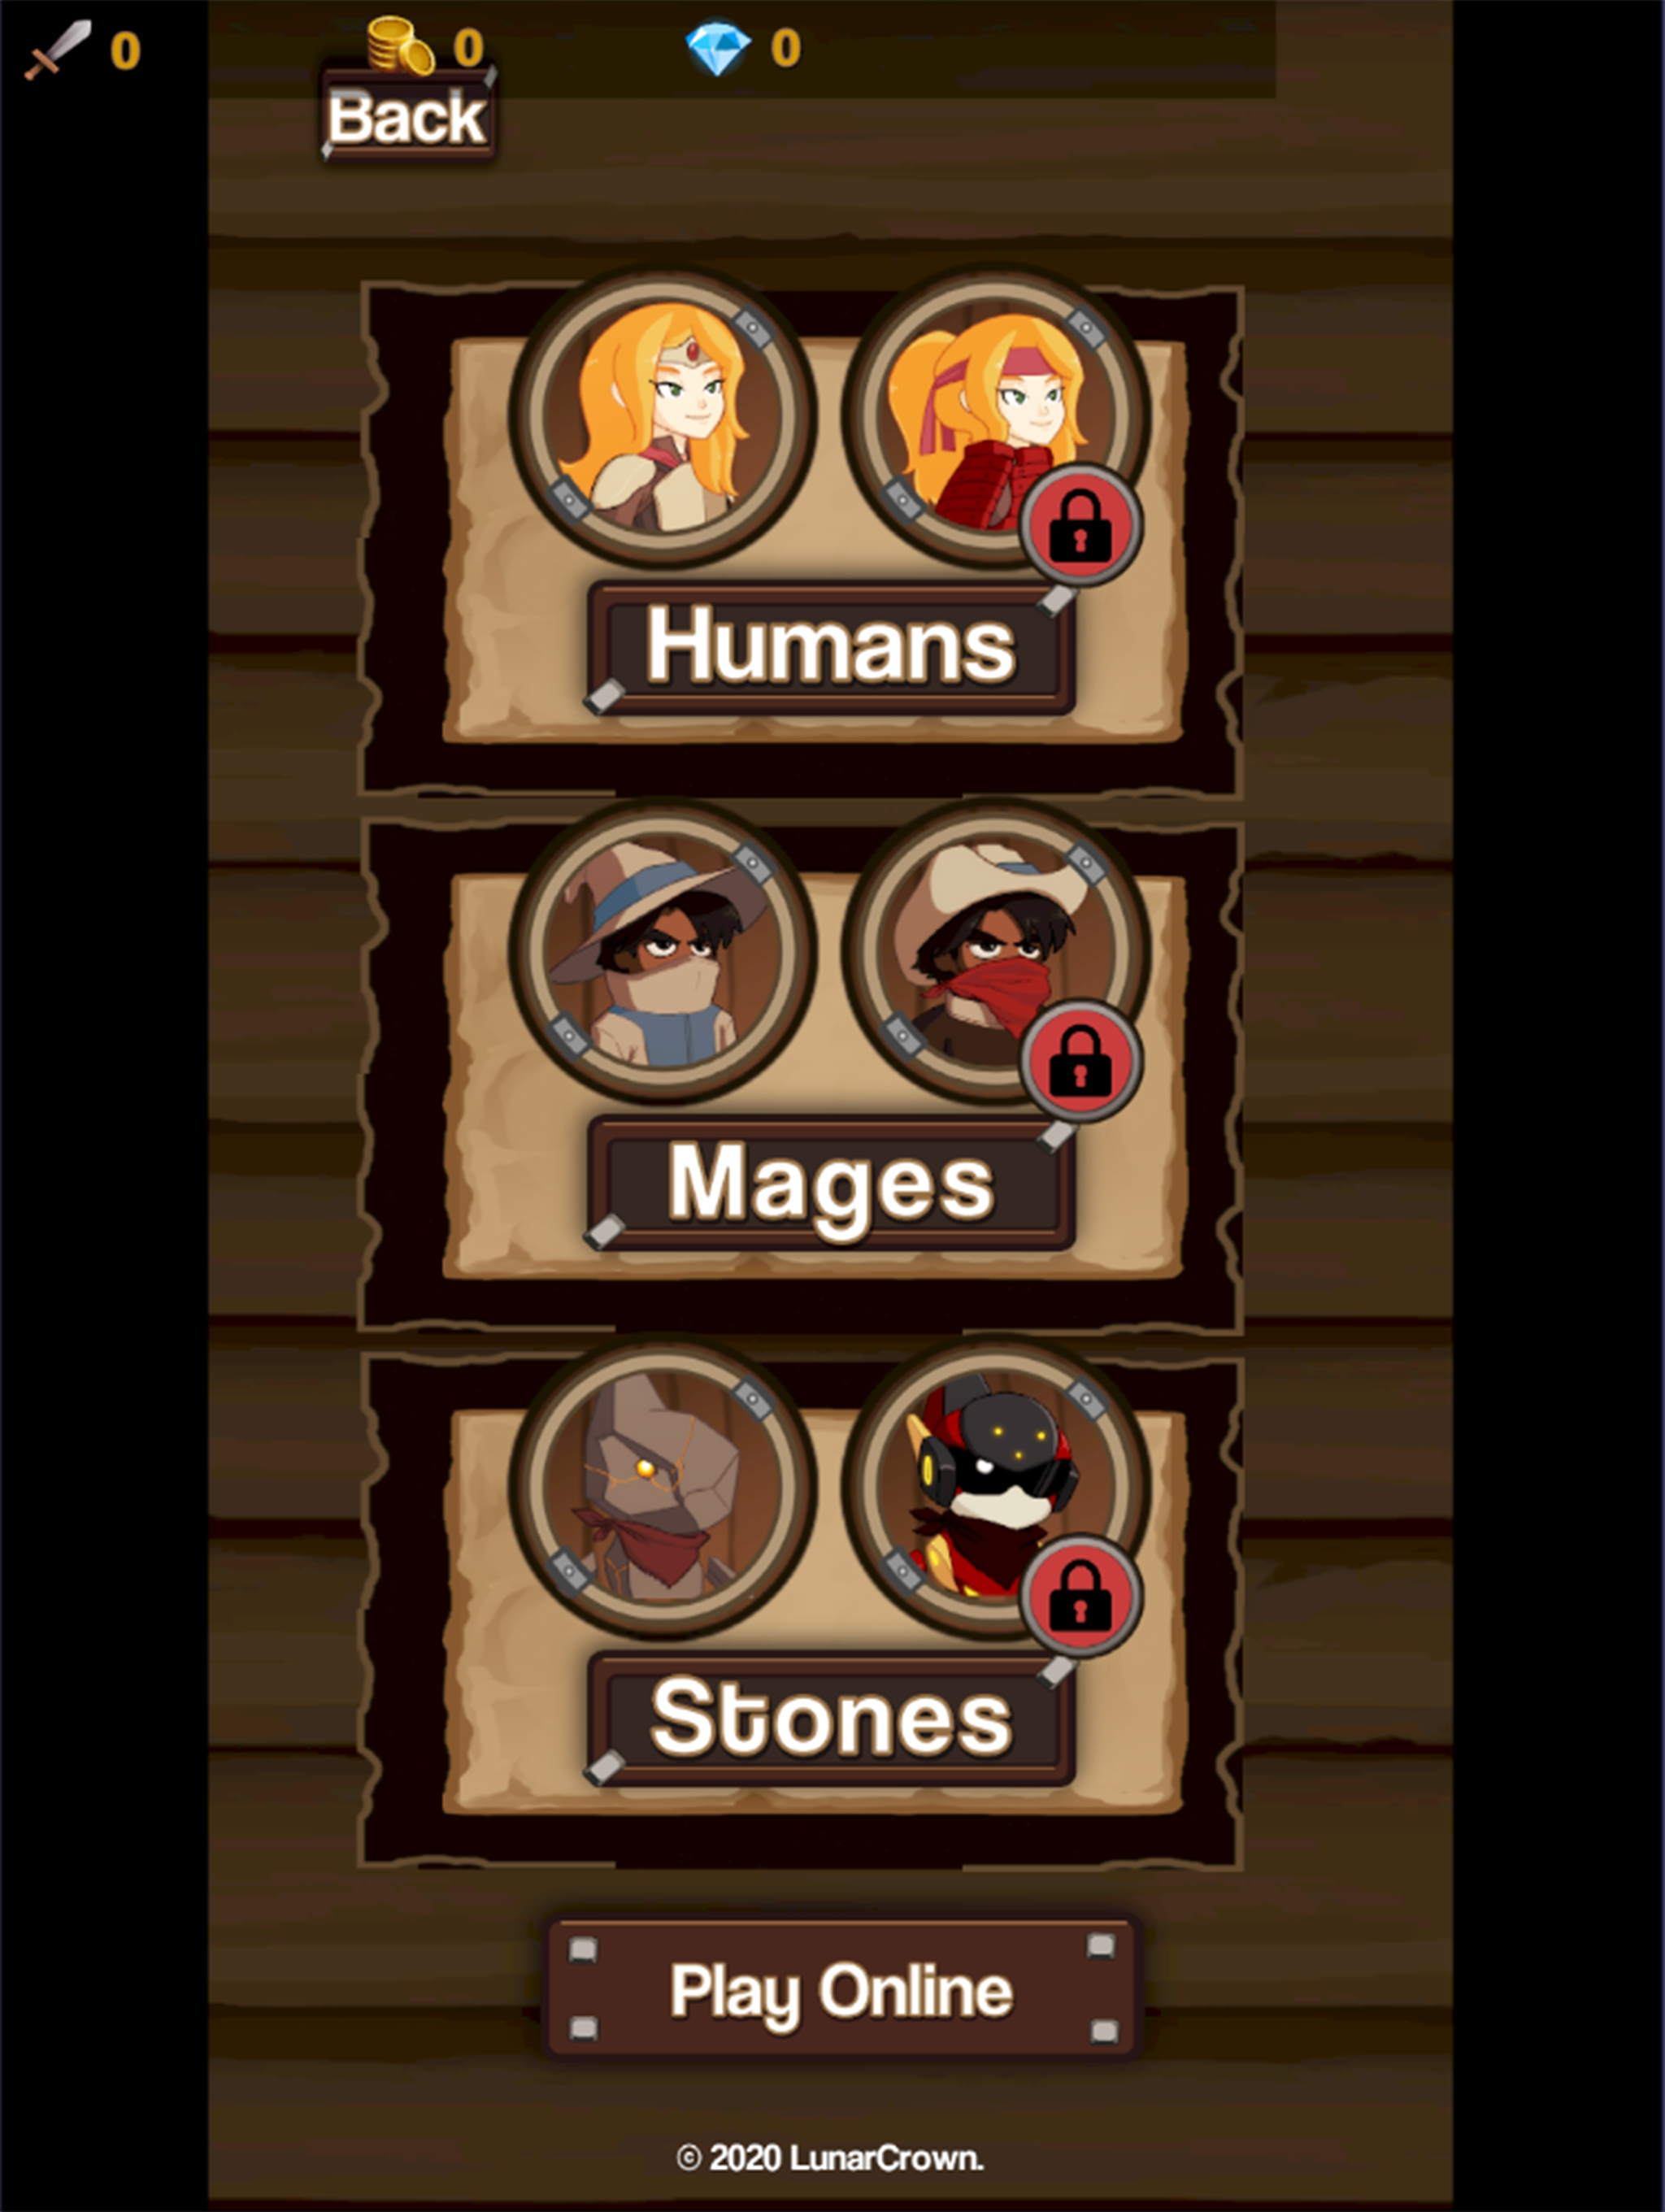 0 0 0
Back
Humans
Mages
Stones
Play Online
© 2020 LunarCrown.